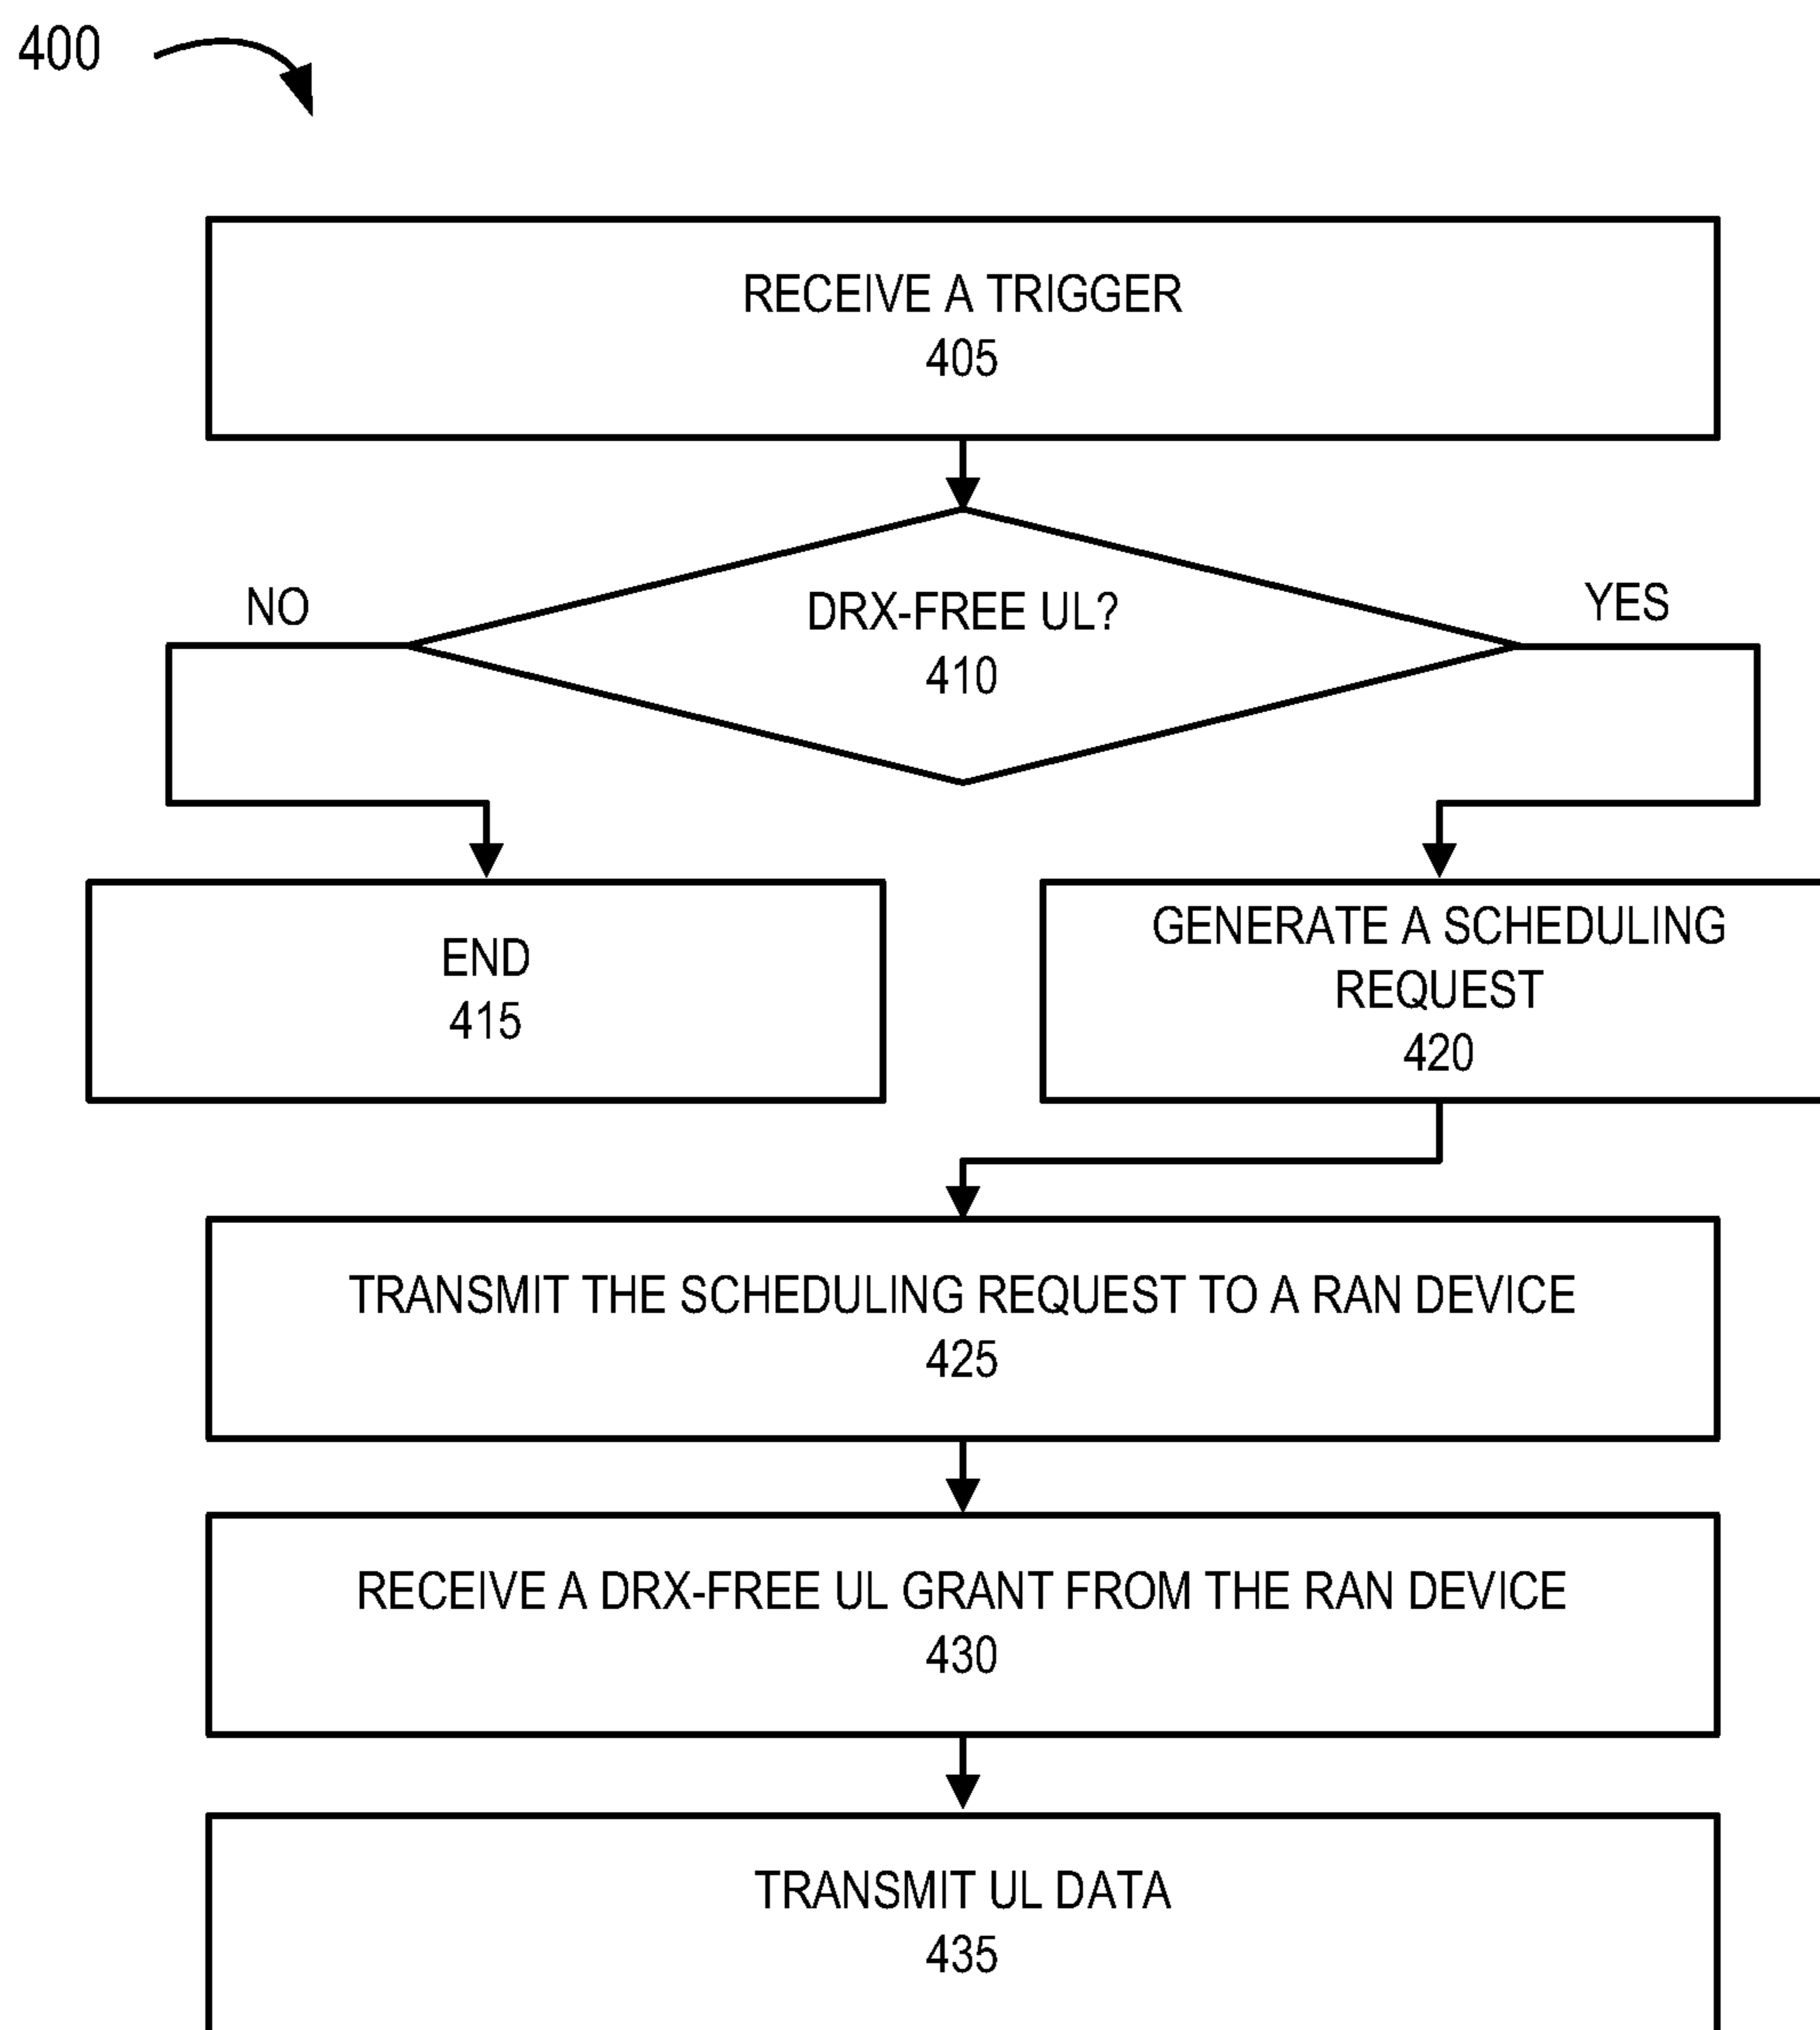 400
RECEIVE A TRIGGER
405
DRX-FREE UL?
410
NO
YES
END
415
GENERATE A SCHEDULING
REQUEST
420
TRANSMIT THE SCHEDULING REQUEST TO A RAN DEVICE
425
RECEIVE A DRX-FREE UL GRANT FROM THE RAN DEVICE
430
TRANSMIT UL DATA
435